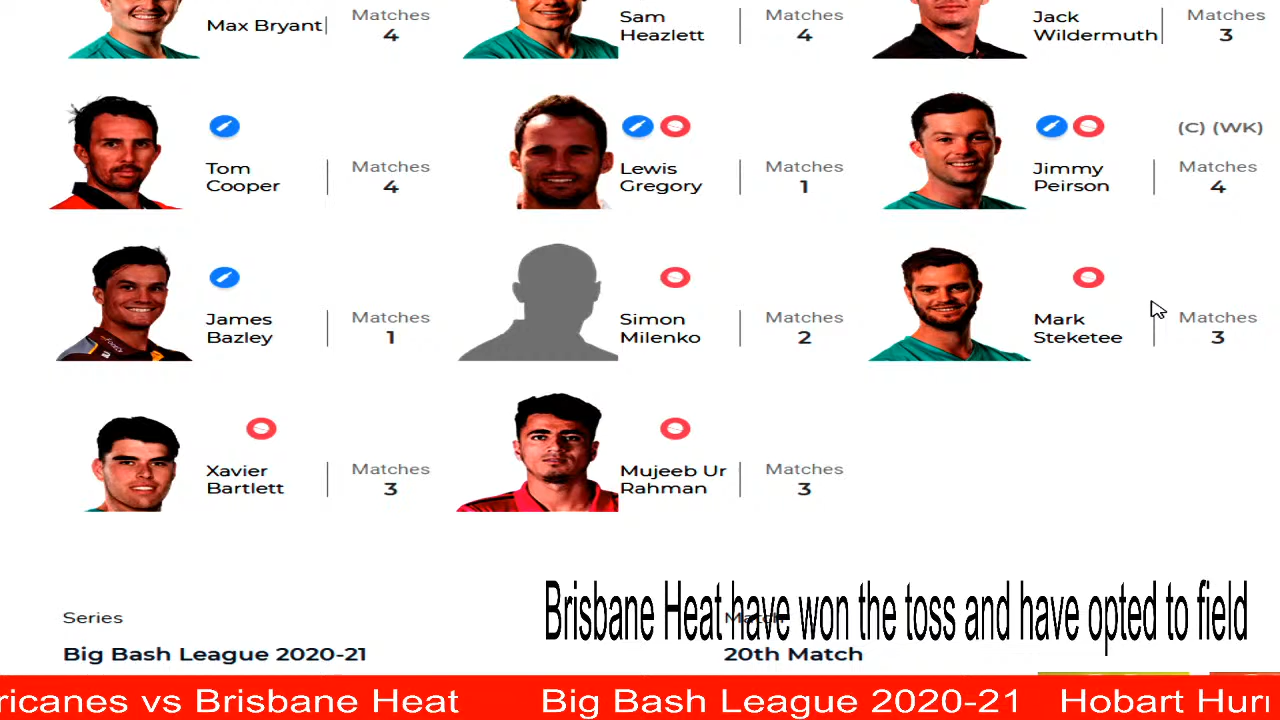 Matches
Max Bryant
4
Matches
Sam
Heazlett
4
Matches
Jack
Wildermuth
3
Matches
Tom
Cooper
4
Matches
Lewis
Gregory
1
(C) (WK)
Matches
Jimmy
Peirson
4
Matches
James
Bazley
1
Matches
Simon
Milenko
2
Matches
Mark
Steketee
3
Matches
Xavier
Bartlett
3
Matches
Mujeeb Ur
Rahman
3
Matches
Brisbane Heat have won the toss and have opted to field
Series
Match
Big Bash League 2020-21
20th Match
ricanes vs Brisbane Heat Big Bash League 2020-21 Hobart Hurri